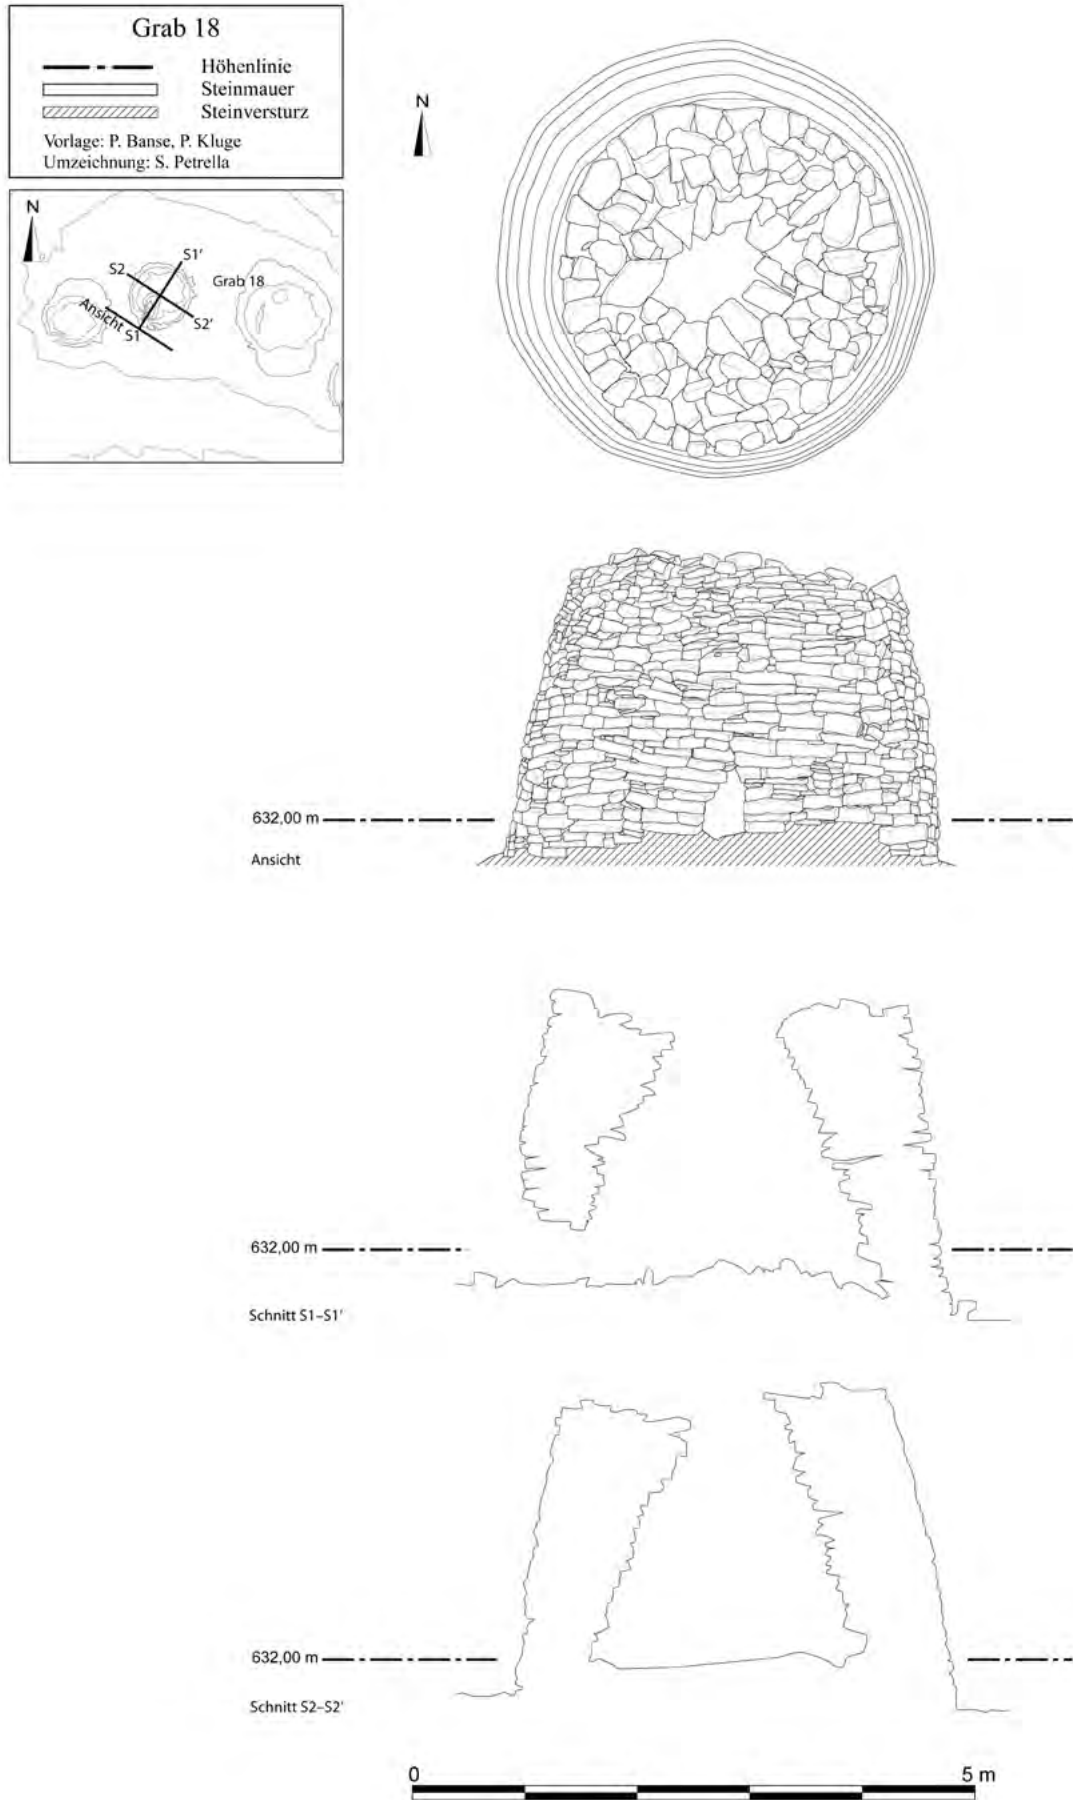 Grab 18
Höhenlinie
Steinmauer
Steinversturz
Vorlage: P. Banse, P. Kluge
Umzeichnung: S. Petrella
N
N
S1'
S2
Grab 18
Ansicht
S1
S2'
632,00 m
Ansicht
632,00 m
Schnitt S1–S1'
632,00 m
Schnitt S2–S2'
0 5 m